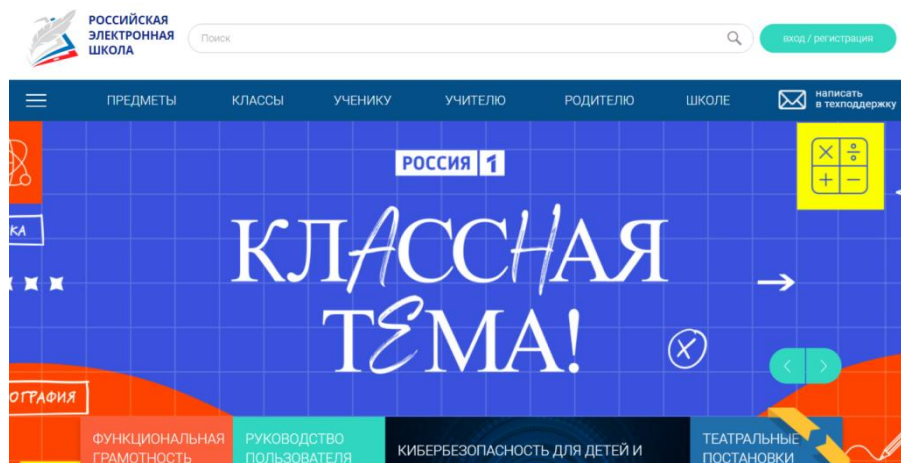 РОССИЙСКАЯ
ЭЛЕКТРОННАЯ
ШКОЛА
Поиск
вход / регистрация
ПРЕДМЕТЫ
КЛАССЫ
УЧЕНИКУ
УЧИТЕЛЮ
РОДИТЕЛЮ
ШКОЛЕ
написать
в техподдержку
РОССИЯ 1
КЛАССНАЯ
ТЕМА!
КА
ОГРАФИЯ
ФУНКЦИОНАЛЬНАЯ
ГРАМОТНОСТЬ
РУКОВОДСТВО
ПОЛЬЗОВАТЕЛЯ
КИБЕРБЕЗОПАСНОСТЬ ДЛЯ ДЕТЕЙ И
ТЕАТРАЛЬНЫЕ
ПОСТАНОВКИ